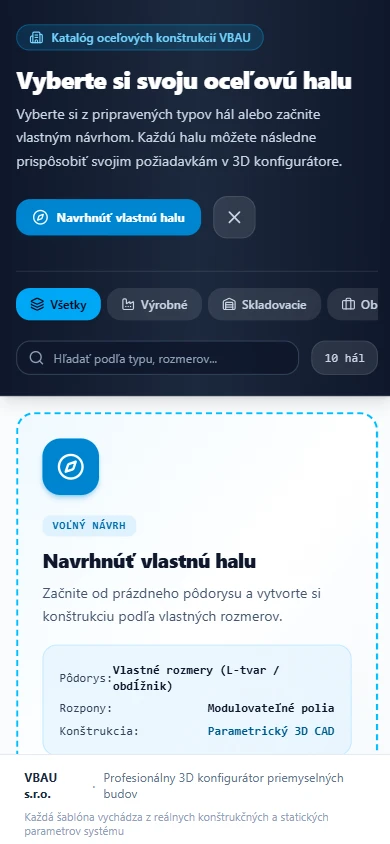 Katalóg oceľových konštrukcií VBAU
Vyberte si svoju oceľovú halu
Vyberte si z pripravených typov hál alebo začnite
vlastným návrhom. Každú halu môžete následne
prispôsobiť svojim požiadavkám v 3D konfigurátore.
Navrhnúť vlastnú halu
Všetky Výrobné Skladovacie Ob
Hľadať podľa typu, rozmerov... 10 hál
VOĽNÝ NÁVRH
Navrhnúť vlastnú halu
Začnite od prázdneho pôdorysu a vytvorte si
konštrukciu podľa vlastných rozmerov.
Pôdorys: Vlastné rozmery (L-tvar /
obdĺžnik)
Rozpony: Modulovateľné polia
Konštrukcia: Parametrický 3D CAD
VBAU · Profesionálny 3D konfigurátor priemyselných
s.r.o. budov
Každá šablóna vychádza z reálnych konštrukčných a statických
parametrov systému